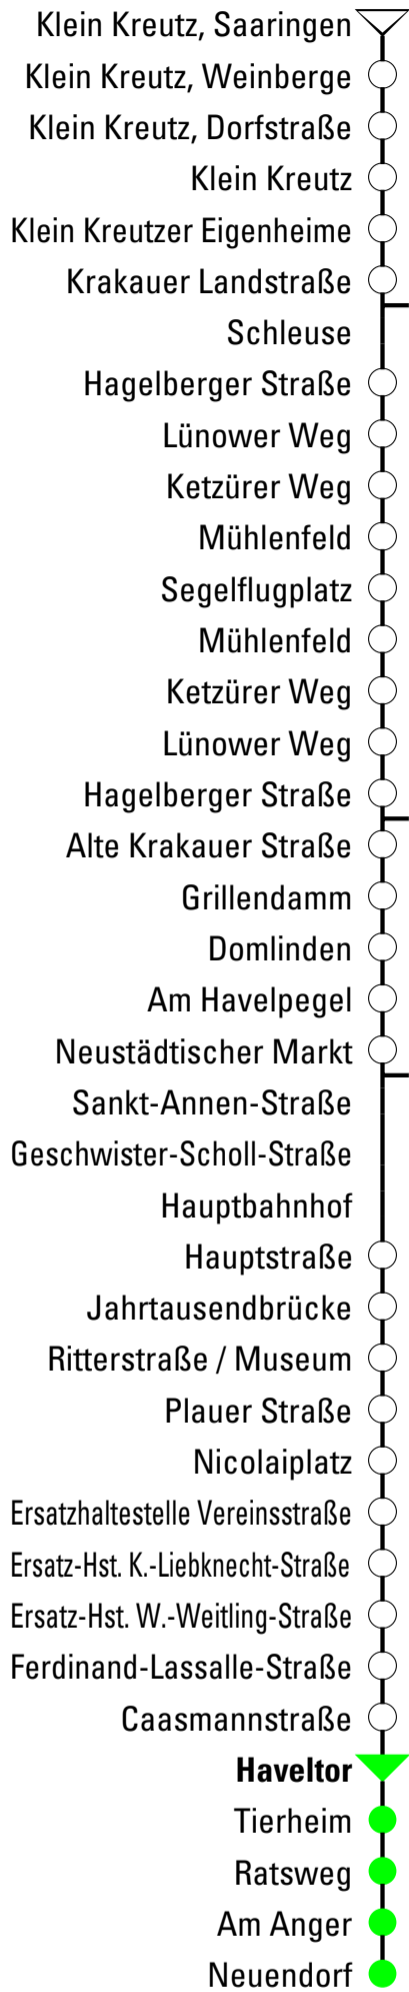 Klein Kreutz, Saaringen
Klein Kreutz, Weinberge
Klein Kreutz, Dorfstraße
Klein Kreutz
Klein Kreutzer Eigenheime
Krakauer Landstraße
Schleuse
Hagelberger Straße
Lünower Weg
Ketzürer Weg
Mühlenfeld
Segelflugplatz
Mühlenfeld
Ketzürer Weg
Lünower Weg
Hagelberger Straße
Alte Krakauer Straße
Grillendamm
Domlinden
Am Havelpegel
Neustädtischer Markt
Sankt-Annen-Straße
Geschwister-Scholl-Straße
Hauptbahnhof
Hauptstraße
Jahrtausendbrücke
Ritterstraße / Museum
Plauer Straße
Nicolaiplatz
Ersatzhaltestelle Vereinsstraße
Ersatz-Hst. K.-Liebknecht-Straße
Ersatz-Hst. W.-Weitling-Straße
Ferdinand-Lassalle-Straße
Caasmannstraße
Haveltor
Tierheim
Ratsweg
Am Anger
Neuendorf